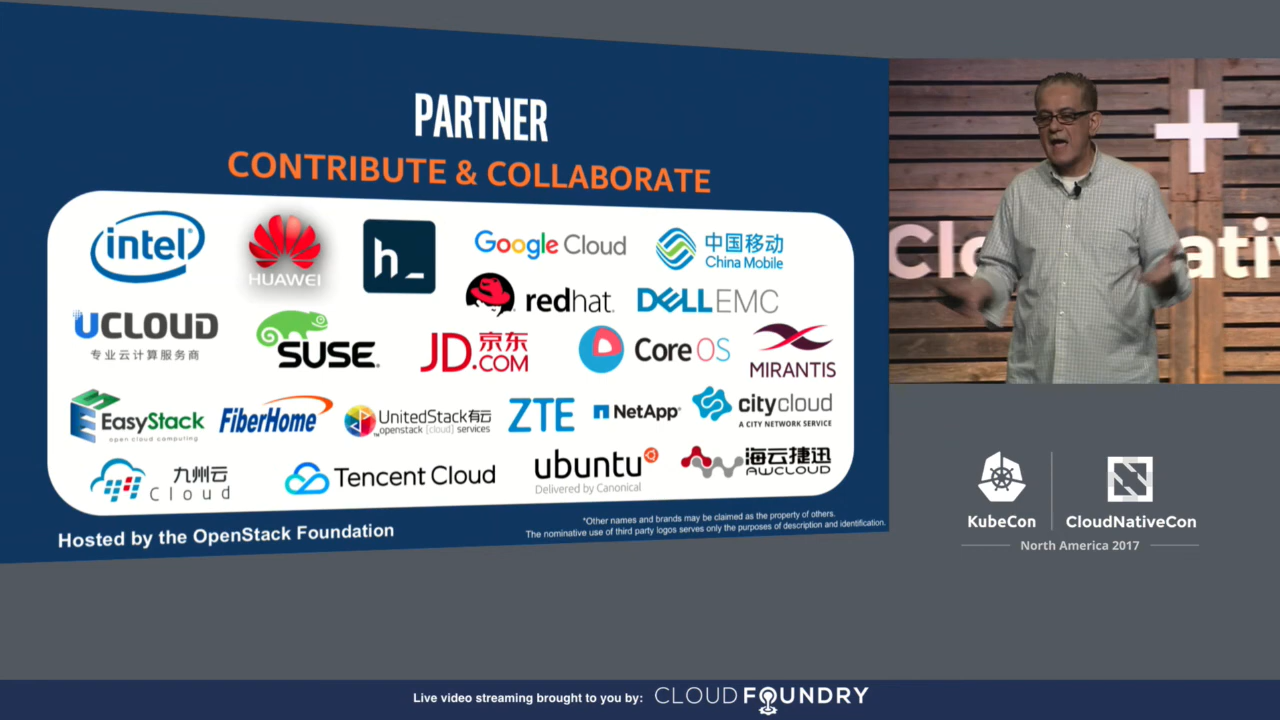 PARTNER
CONTRIBUTE & COLLABORATE
intel
HUAWEI
h_
Google Cloud
中国移动
China Mobile
redhat.
DELLEMC
UCLOUD
专业云计算服务商
SUSE
京东
JD.COM
CoreOS
MIRANTIS
EasyStack
open cloud computing
FiberHome
UnitedStack有云
openstack [cloud] services
ZTE
NetApp
citycloud
A CITY NETWORK SERVICE
九州云
Cloud
Tencent Cloud
ubuntu
Delivered by Canonical
海云捷迅
AWCLOUD
Hosted by the OpenStack Foundation
*Other names and brands may be claimed as the property of others.
The nominative use of third party logos serves only the purposes of description and identification.
+
Clo
ati
KubeCon
CloudNativeCon
North America 2017
Live video streaming brought to you by:
CLOUD FOUNDRY